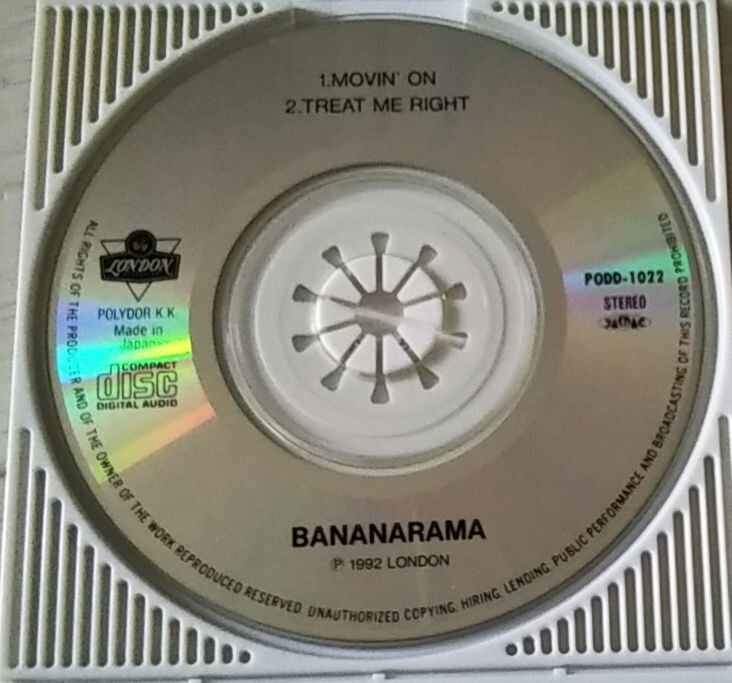 1.MOVIN' ON
2.TREAT ME RIGHT
LONDON
POLYDOR K.K.
Made in
Japan
COMPACT
disc
DIGITAL AUDIO
PODD-1022
STEREO
JASRAC
BANANARAMA
Ⓟ 1992 LONDON
ALL RIGHTS OF THE PRODUCER AND OF THE OWNER OF THE WORK REPRODUCED RESERVED UNAUTHORIZED COPYING, HIRING, LENDING, PUBLIC PERFORMANCE AND BROADCASTING OF THIS RECORD PROHIBITED